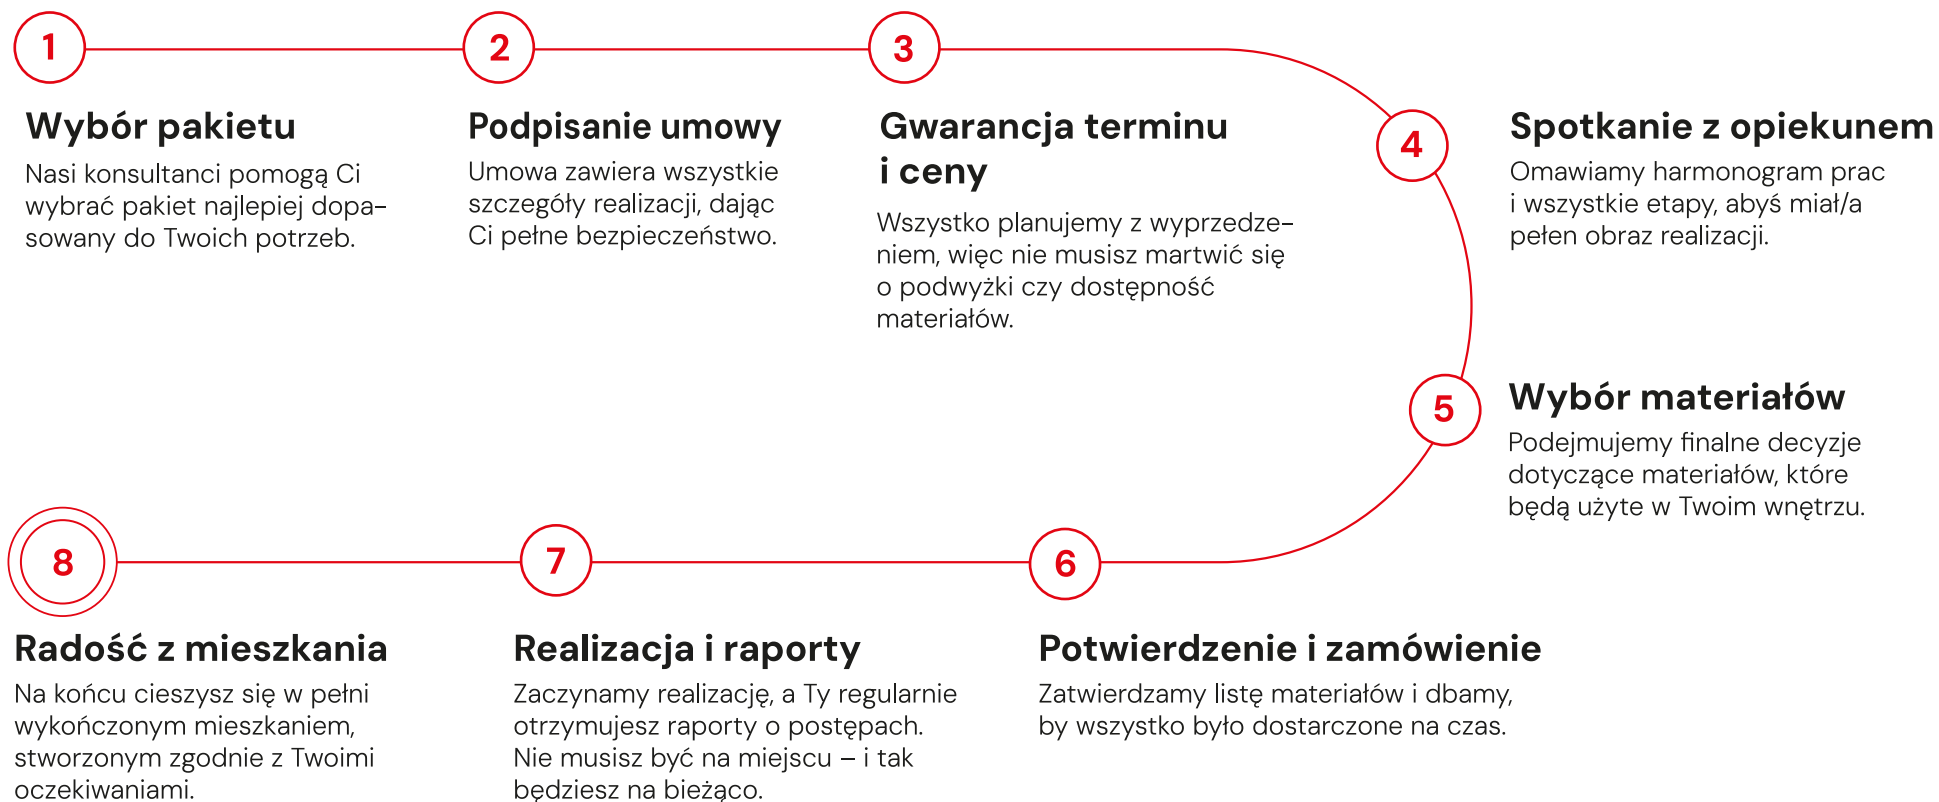 1
Wybór pakietu
Nasi konsultanci pomogą Ci
wybrać pakiet najlepiej dopa-
sowany do Twoich potrzeb.
2
Podpisanie umowy
Umowa zawiera wszystkie
szczegóły realizacji, dając
Ci pełne bezpieczeństwo.
3
Gwarancja terminu
i ceny
Wszystko planujemy z wyprzedze-
niem, więc nie musisz martwić się
o podwyżki czy dostępność
materiałów.
4
Spotkanie z opiekunem
Omawiamy harmonogram prac
i wszystkie etapy, abyś miał/a
pełen obraz realizacji.
5
Wybór materiałów
Podejmujemy finalne decyzje
dotyczące materiałów, które
będą użyte w Twoim wnętrzu.
6
Potwierdzenie i zamówienie
Zatwierdzamy listę materiałów i dbamy,
by wszystko było dostarczone na czas.
7
Realizacja i raporty
Zaczynamy realizację, a Ty regularnie
otrzymujesz raporty o postępach.
Nie musisz być na miejscu – i tak
będziesz na bieżąco.
8
Radość z mieszkania
Na końcu cieszysz się w pełni
wykończonym mieszkaniem,
stworzonym zgodnie z Twoimi
oczekiwaniami.